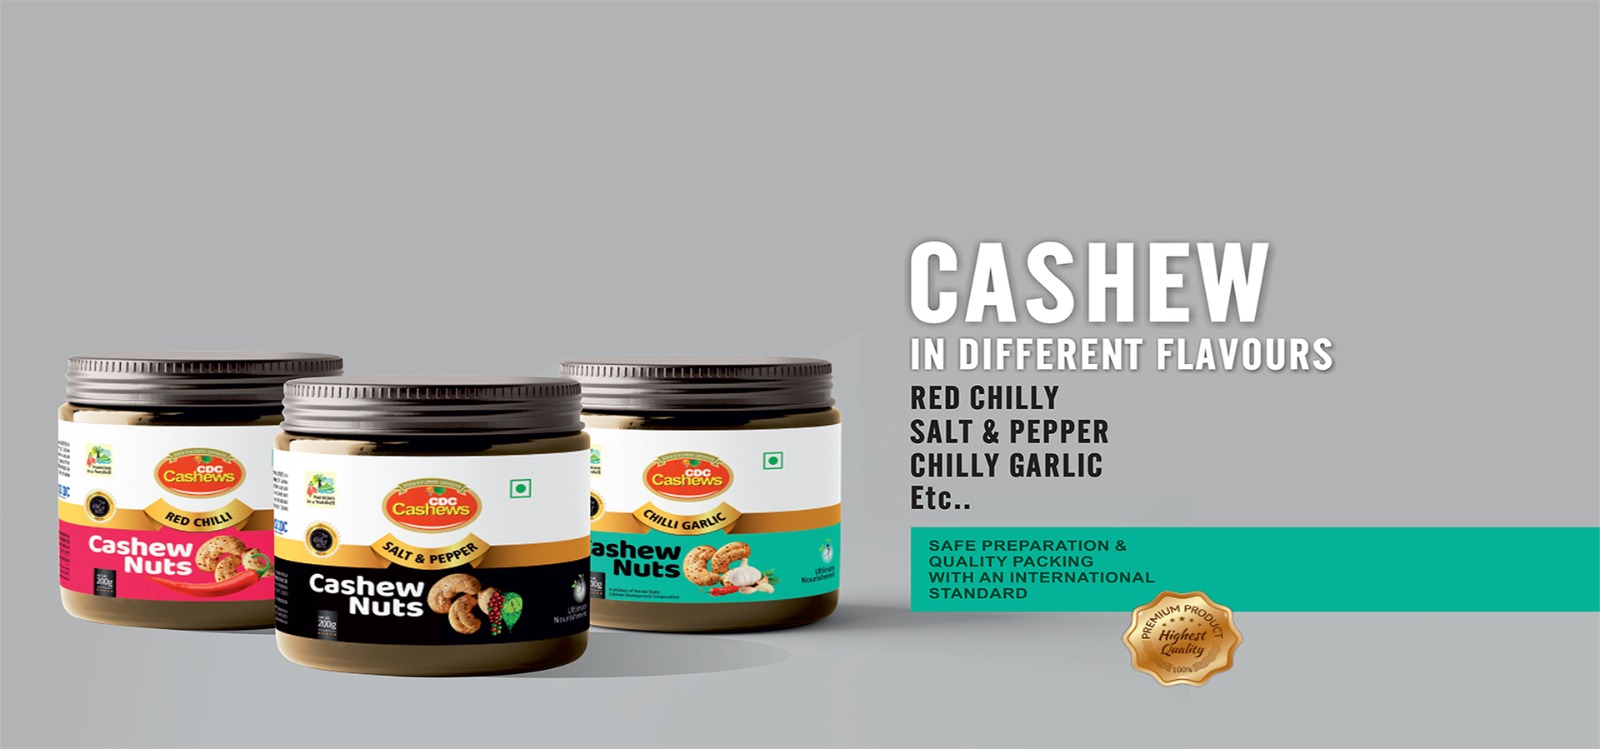 CASHEW
IN DIFFERENT FLAVOURS
RED CHILLY
SALT & PEPPER
CHILLY GARLIC
Etc..
SAFE PREPARATION &
QUALITY PACKING
WITH AN INTERNATIONAL
STANDARD
PREMIUM PRODUCT
Highest
Quality
100%
CDC
Cashews
RED CHILLI
Cashew
Nuts
200g
CDC
Cashews
SALT & PEPPER
Cashew
Nuts
200g
CDC
Cashews
CHILLI GARLIC
ashew
Nuts